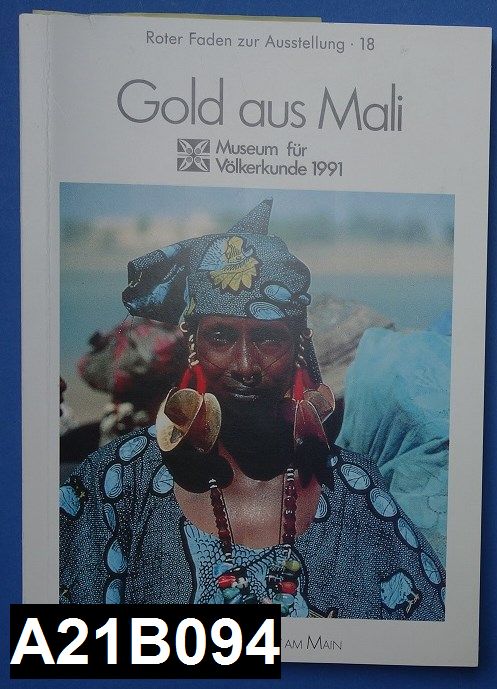 Roter Faden zur Ausstellung · 18
Gold aus Mali
Museum für
Völkerkunde 1991
AM MAIN
A21B094